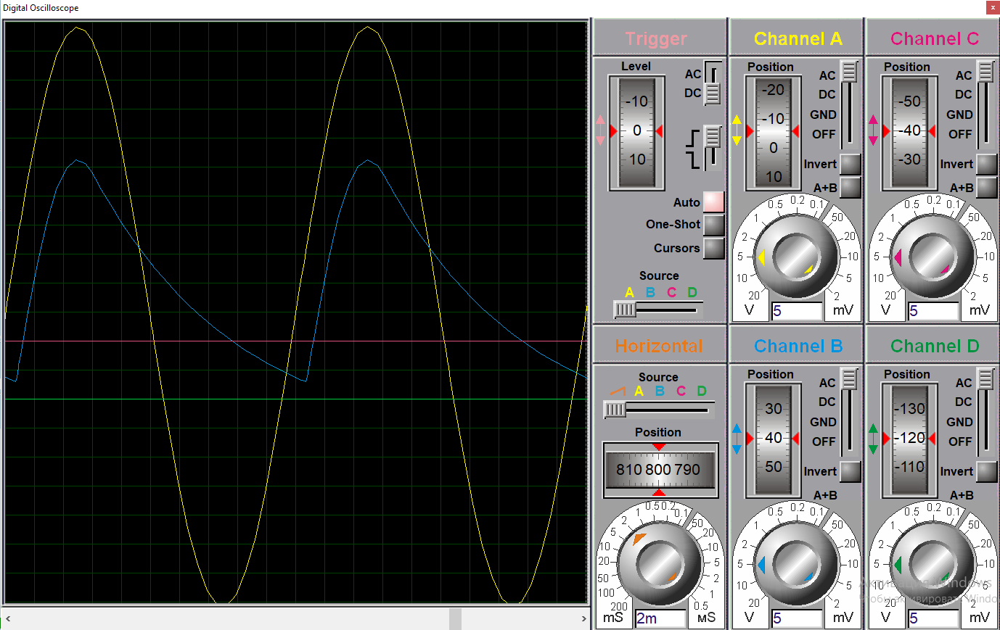 Digital Oscilloscope
x
Trigger
Level
AC
DC
-10
0
10
Auto
One-Shot
Cursors
Source
A B C D
Channel A
Position
AC
DC
GND
OFF
-20
-10
0
10
Invert
A+B
0.5 0.2 0.1
1 50
2 20
5 10
10 5
20 2
V 5 mV
Channel C
Position
AC
DC
GND
OFF
-50
-40
-30
Invert
A+B
0.5 0.2 0.1
1 50
2 20
5 10
10 5
20 2
V 5 mV
Horizontal
Source
A B C D
Position
810 800 790
0.5 0.2 0.1
1 50
2 20
5 10
10 5
20 2
50 1
100 0.5
200
mS 2m мS
Channel B
Position
AC
DC
GND
OFF
30
40
50
Invert
A+B
0.5 0.2 0.1
1 50
2 20
5 10
10 5
20 2
V 5 mV
Channel D
Position
AC
DC
GND
OFF
-130
-120
-110
Invert
A+B
0.5 0.2 0.1
1 50
2 20
5 10
10 5
20 2
V 5 mV
Активация Windows
Чтобы активировать Windo